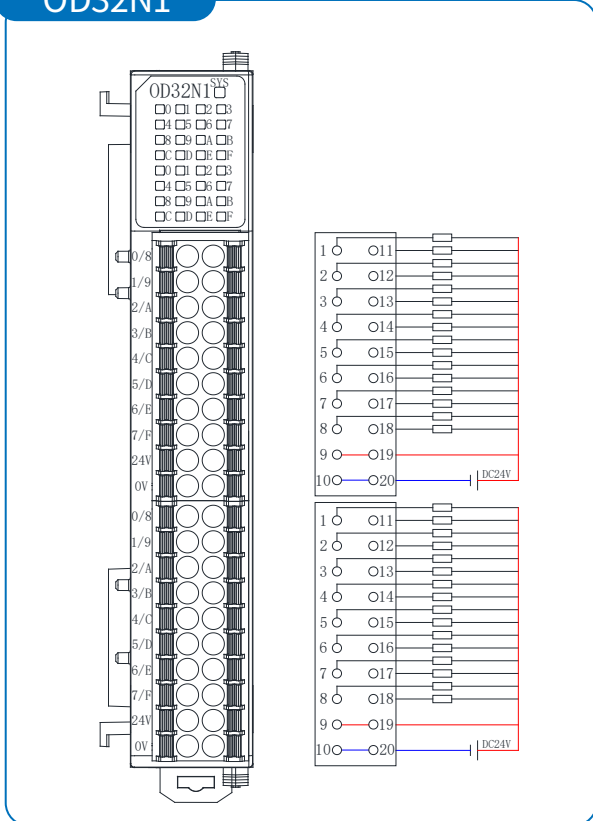 OD32N1
OD32N1 SYS
0 1 2 3
4 5 6 7
8 9 A B
C D E F
0 1 2 3
4 5 6 7
8 9 A B
C D E F
0/8
1/9
2/A
3/B
4/C
5/D
6/E
7/F
24V
0V
0/8
1/9
2/A
3/B
4/C
5/D
6/E
7/F
24V
0V
1 11
2 12
3 13
4 14
5 15
6 16
7 17
8 18
9 19
10 20 DC24V
1 11
2 12
3 13
4 14
5 15
6 16
7 17
8 18
9 19
10 20 DC24V